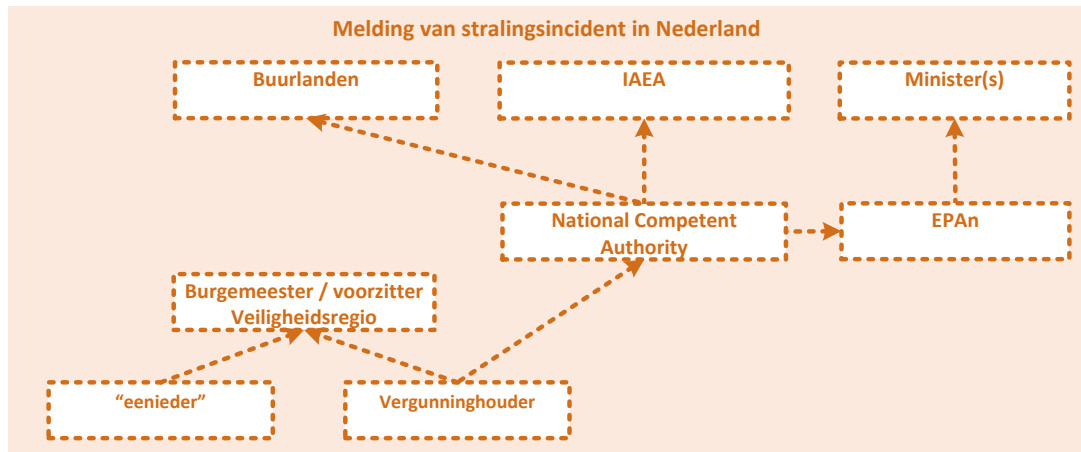 Melding van stralingsincident in Nederland
Buurlanden
IAEA
Minister(s)
National Competent
Authority
EPAn
Burgemeester / voorzitter
Veiligheidsregio
“eenieder”
Vergunninghouder